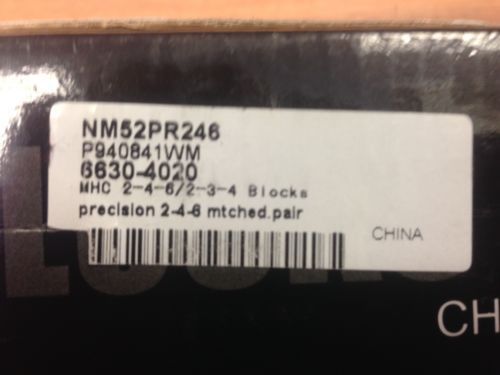 NM52PR246
P940841WM
6630-4020
MHC 2-4-6/2-3-4 Blocks
precision 2-4-6 mtched.pair
CHINA
CH